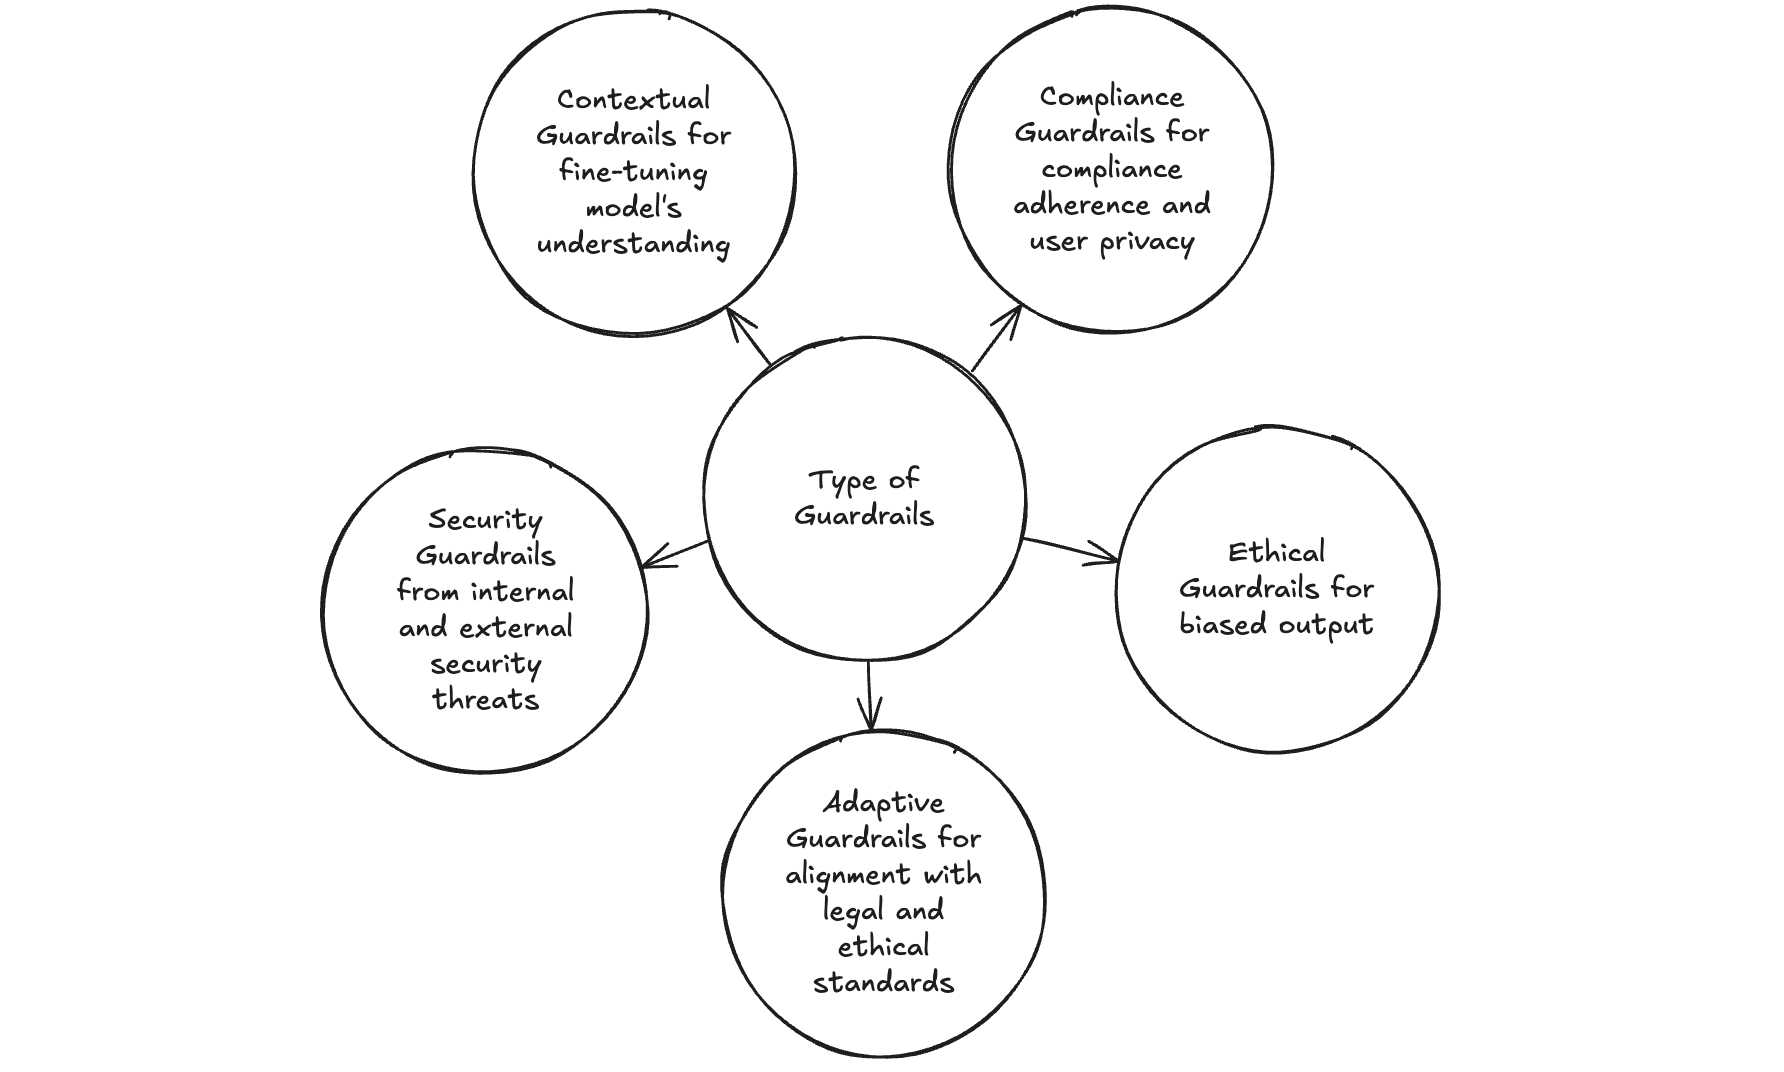 Contextual
Guardrails for
fine-tuning
model's
understanding
Compliance
Guardrails for
compliance
adherence and
user privacy
Type of
Guardrails
Security
Guardrails
from internal
and external
security
threats
Ethical
Guardrails for
biased output
Adaptive
Guardrails for
alignment with
legal and
ethical
standards